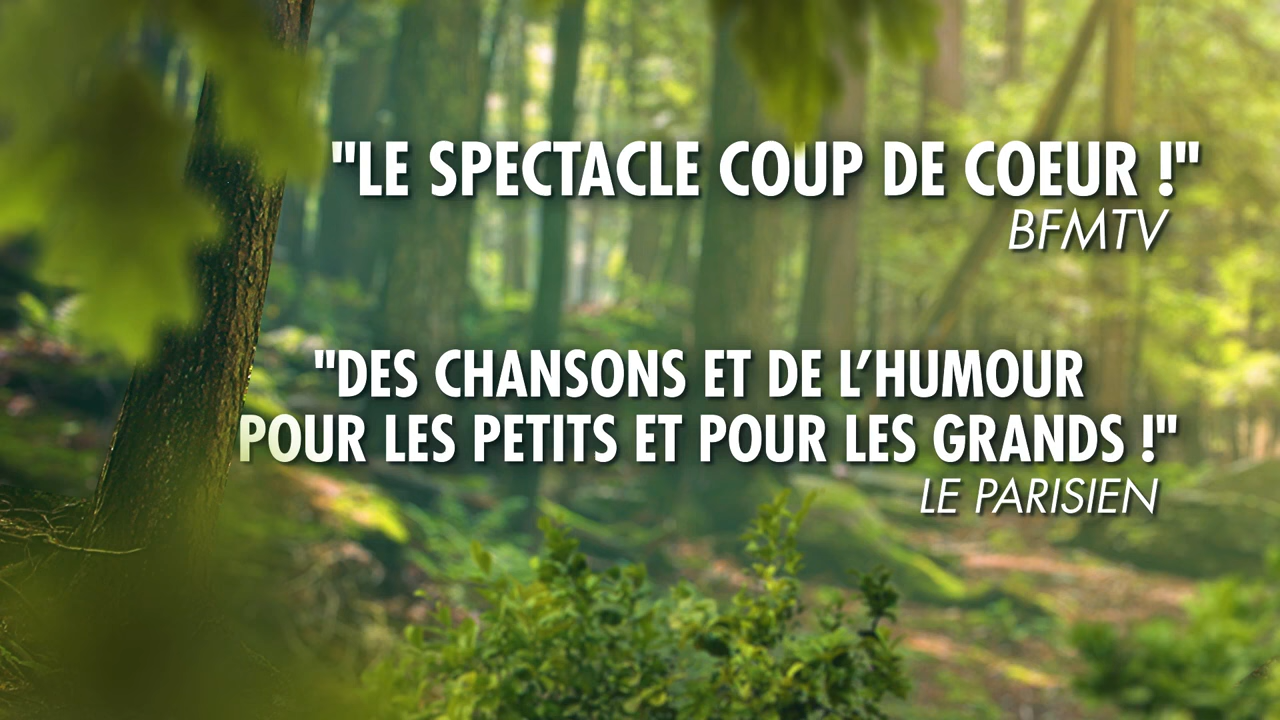 "LE SPECTACLE COUP DE COEUR !"
BFMTV
"DES CHANSONS ET DE L’HUMOUR
POUR LES PETITS ET POUR LES GRANDS !"
LE PARISIEN